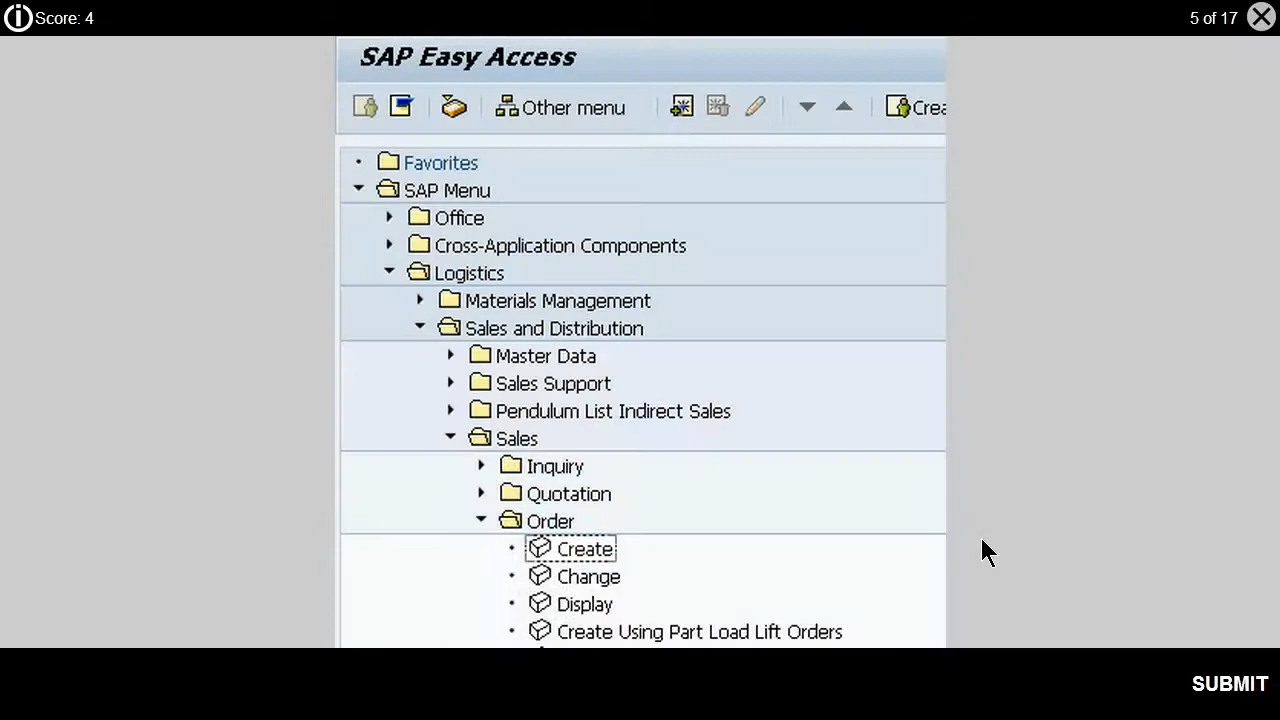 Score: 4
5 of 17
SAP Easy Access
Other menu
Crea
Favorites
SAP Menu
Office
Cross-Application Components
Logistics
Materials Management
Sales and Distribution
Master Data
Sales Support
Pendulum List Indirect Sales
Sales
Inquiry
Quotation
Order
Create
Change
Display
Create Using Part Load Lift Orders
SUBMIT